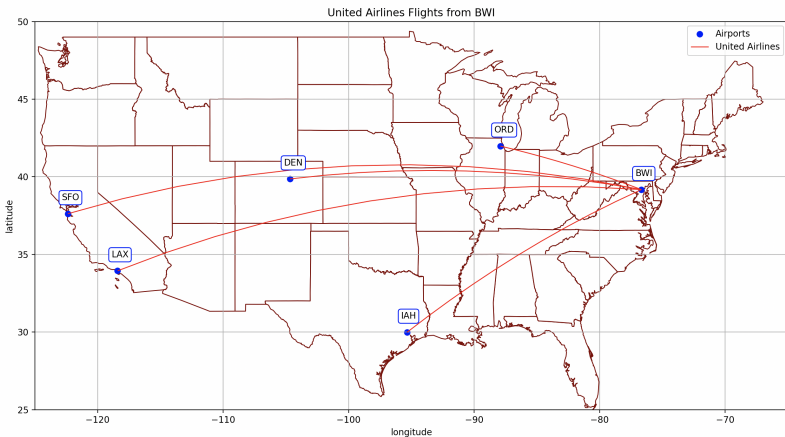 United Airlines Flights from BWI
50
45
40
35
30
25
latitude
Airports
United Airlines
ORD
DEN
BWI
SFO
LAX
IAH
−120
−110
−100
−90
−80
−70
longitude